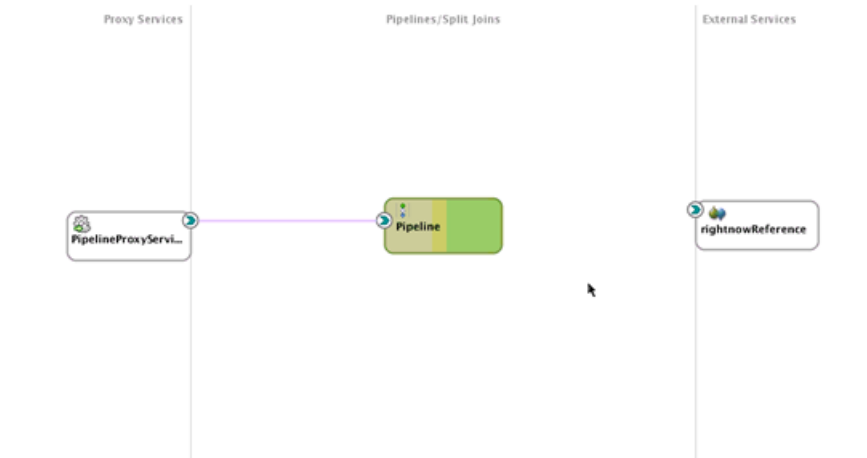 Proxy Services
Pipelines/Split Joins
External Services
PipelineProxyServi...
Pipeline
rightnowReference